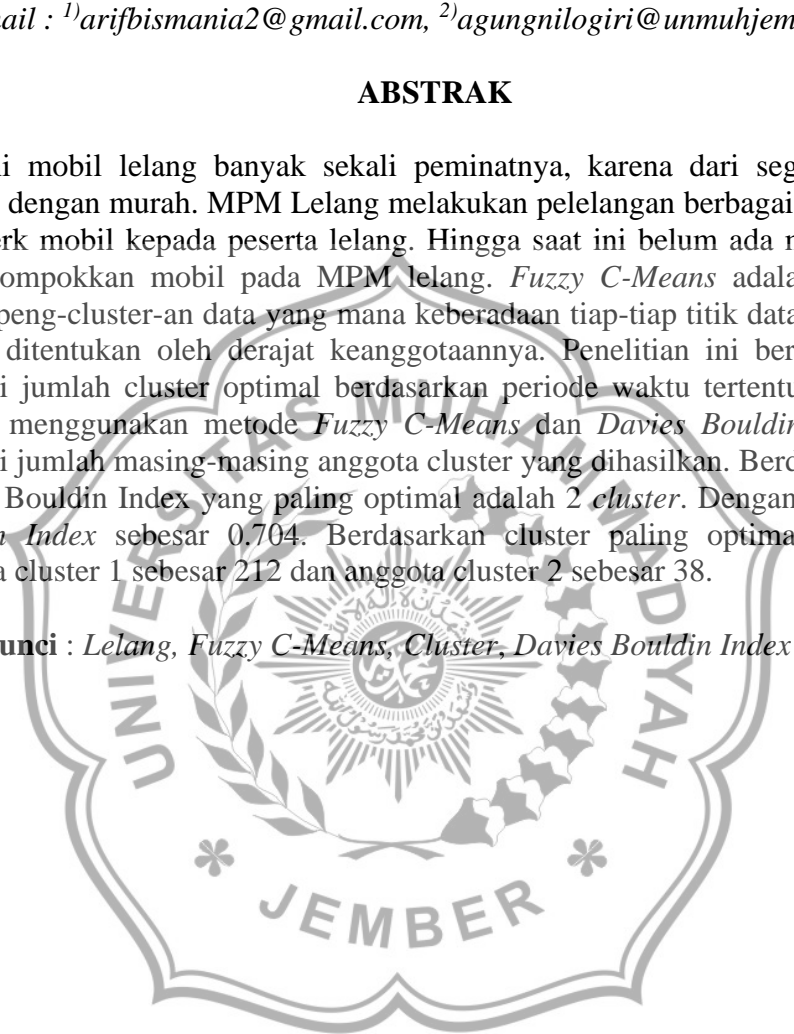 ail : 1)arifbismania2@gmail.com, 2)agungnilogiri@unmuhjem
ABSTRAK
ni mobil lelang banyak sekali peminatnya, karena dari seg
dengan murah. MPM Lelang melakukan pelelangan berbagai
erk mobil kepada peserta lelang. Hingga saat ini belum ada
ompokkan mobil pada MPM lelang. Fuzzy C-Means adala
peng-cluster-an data yang mana keberadaan tiap-tiap titik data
ditentukan oleh derajat keanggotaannya. Penelitian ini ber
i jumlah cluster optimal berdasarkan periode waktu tertentu
menggunakan metode Fuzzy C-Means dan Davies Bouldin
i jumlah masing-masing anggota cluster yang dihasilkan. Berd
Bouldin Index yang paling optimal adalah 2 cluster. Dengan
n Index sebesar 0.704. Berdasarkan cluster paling optima
a cluster 1 sebesar 212 dan anggota cluster 2 sebesar 38.
unci : Lelang, Fuzzy C-Means, Cluster, Davies Bouldin Index
UNIVERSITAS MUHAMMADIYAH
* JEMBER *